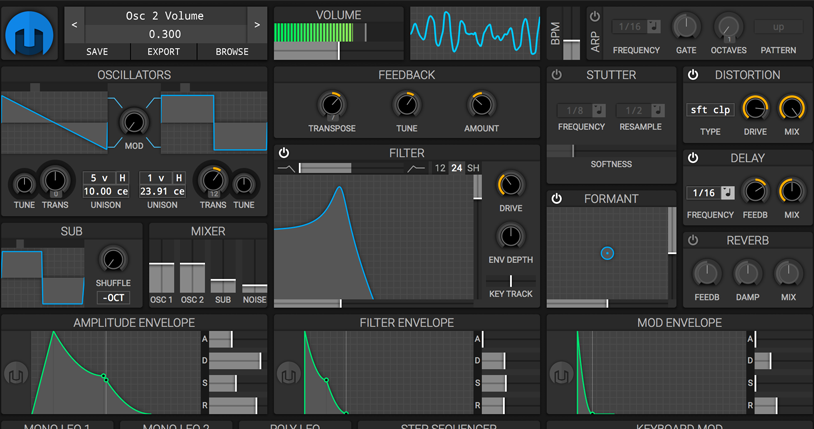 Osc 2 Volume
< 0.300 >
SAVE EXPORT BROWSE
VOLUME
BPM
ARP
1/16
FREQUENCY GATE OCTAVES PATTERN
1
up
OSCILLATORS
MOD
0
12
TUNE TRANS
5 v H
10.00 ce
UNISON
1 v H
23.91 ce
UNISON
TRANS TUNE
FEEDBACK
7
TRANSPOSE TUNE AMOUNT
STUTTER
1/8 1/2
FREQUENCY RESAMPLE
SOFTNESS
DISTORTION
sft clp
TYPE DRIVE MIX
FILTER
12 24 SH
DRIVE
ENV DEPTH
KEY TRACK
DELAY
1/16
FREQUENCY FEEDB MIX
FORMANT
SUB
SHUFFLE
-OCT
MIXER
OSC 1 OSC 2 SUB NOISE
REVERB
FEEDB DAMP MIX
AMPLITUDE ENVELOPE
A
D
S
R
FILTER ENVELOPE
A
D
S
R
MOD ENVELOPE
A
D
S
R
MONO LFO 1 MONO LFO 2 POLY LFO STEP SEQUENCER KEYBOARD MOD